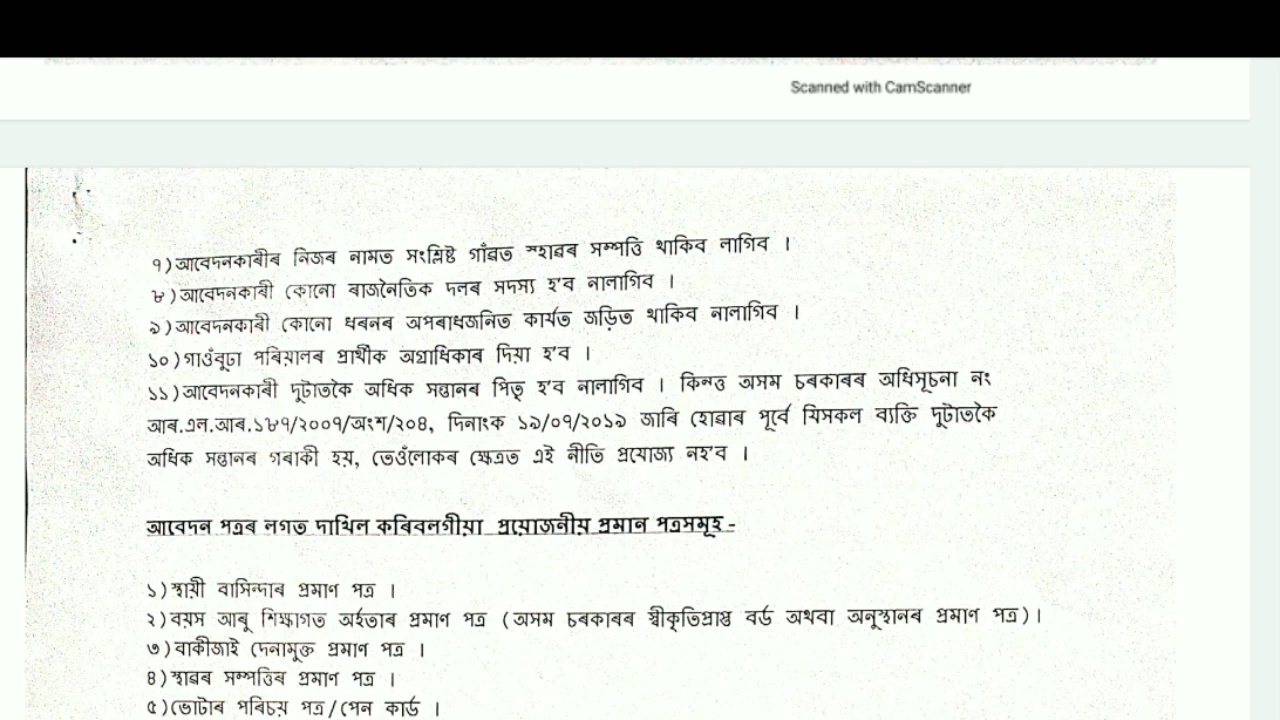 Scanned with CamScanner
৭)আবেদনকাৰীৰ নিজৰ নামত সংশ্লিষ্ট গাঁৱত স্হাৱৰ সম্পত্তি থাকিব লাগিব ।
৮)আবেদনকাৰী কোনো ৰাজনৈতিক দলৰ সদস্য হ'ব নালাগিব ।
৯)আবেদনকাৰী কোনো ধৰনৰ অপৰাধজনিত কাৰ্যত জড়িত থাকিব নালাগিব ।
১০)গাওঁবুঢা পৰিয়ালৰ প্ৰাৰ্থীক অগ্ৰাধিকাৰ দিয়া হ'ব ।
১১)আবেদনকাৰী দুটাতকৈ অধিক সন্তানৰ পিতৃ হ'ব নালাগিব । কিন্তু অসম চৰকাৰৰ অধিসূচনা নং
আৰ.এল.আৰ.১৮৭/২০০৭/অংশ/২০৪, দিনাংক ১৯/০৭/২০১৯ জাৰি হোৱাৰ পূৰ্বে যিসকল ব্যক্তি দুটাতকৈ
অধিক সন্তানৰ গৰাকী হয়, তেওঁলোকৰ ক্ষেত্ৰত এই নীতি প্ৰযোজ্য নহ'ব ।
আবেদন পত্ৰৰ লগত দাখিল কৰিবলগীয়া প্ৰয়োজনীয় প্ৰমান পত্ৰসমূহ -
১)স্থায়ী বাসিন্দাৰ প্ৰমাণ পত্ৰ ।
২)বয়স আৰু শিক্ষাগত অৰ্হতাৰ প্ৰমাণ পত্ৰ (অসম চৰকাৰৰ স্বীকৃতিপ্ৰাপ্ত বৰ্ড অথবা অনুস্থানৰ প্ৰমাণ পত্ৰ)।
৩)বাকীজাই দেনামুক্ত প্ৰমাণ পত্ৰ ।
৪)স্থাৱৰ সম্পত্তিৰ প্ৰমাণ পত্ৰ ।
৫)ভোটাৰ পৰিচয় পত্ৰ/পেন কাৰ্ড ।